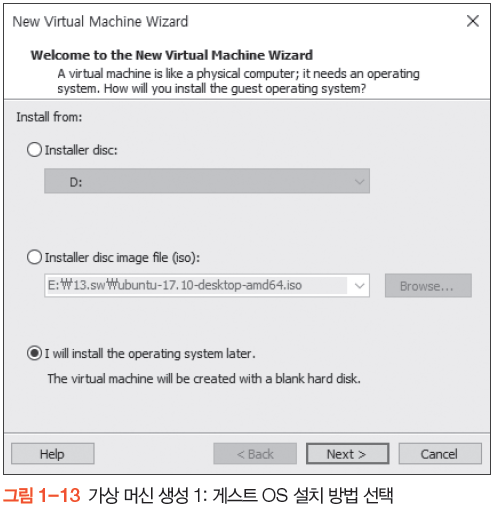 New Virtual Machine Wizard
Welcome to the New Virtual Machine Wizard
A virtual machine is like a physical computer; it needs an operating
system. How will you install the guest operating system?
Install from:
Installer disc:
D:
Installer disc image file (iso):
E:₩13.sw₩ubuntu-17.10-desktop-amd64.iso
Browse...
I will install the operating system later.
The virtual machine will be created with a blank hard disk.
Help
< Back
Next >
Cancel
그림 1-13 가상 머신 생성 1: 게스트 OS 설치 방법 선택